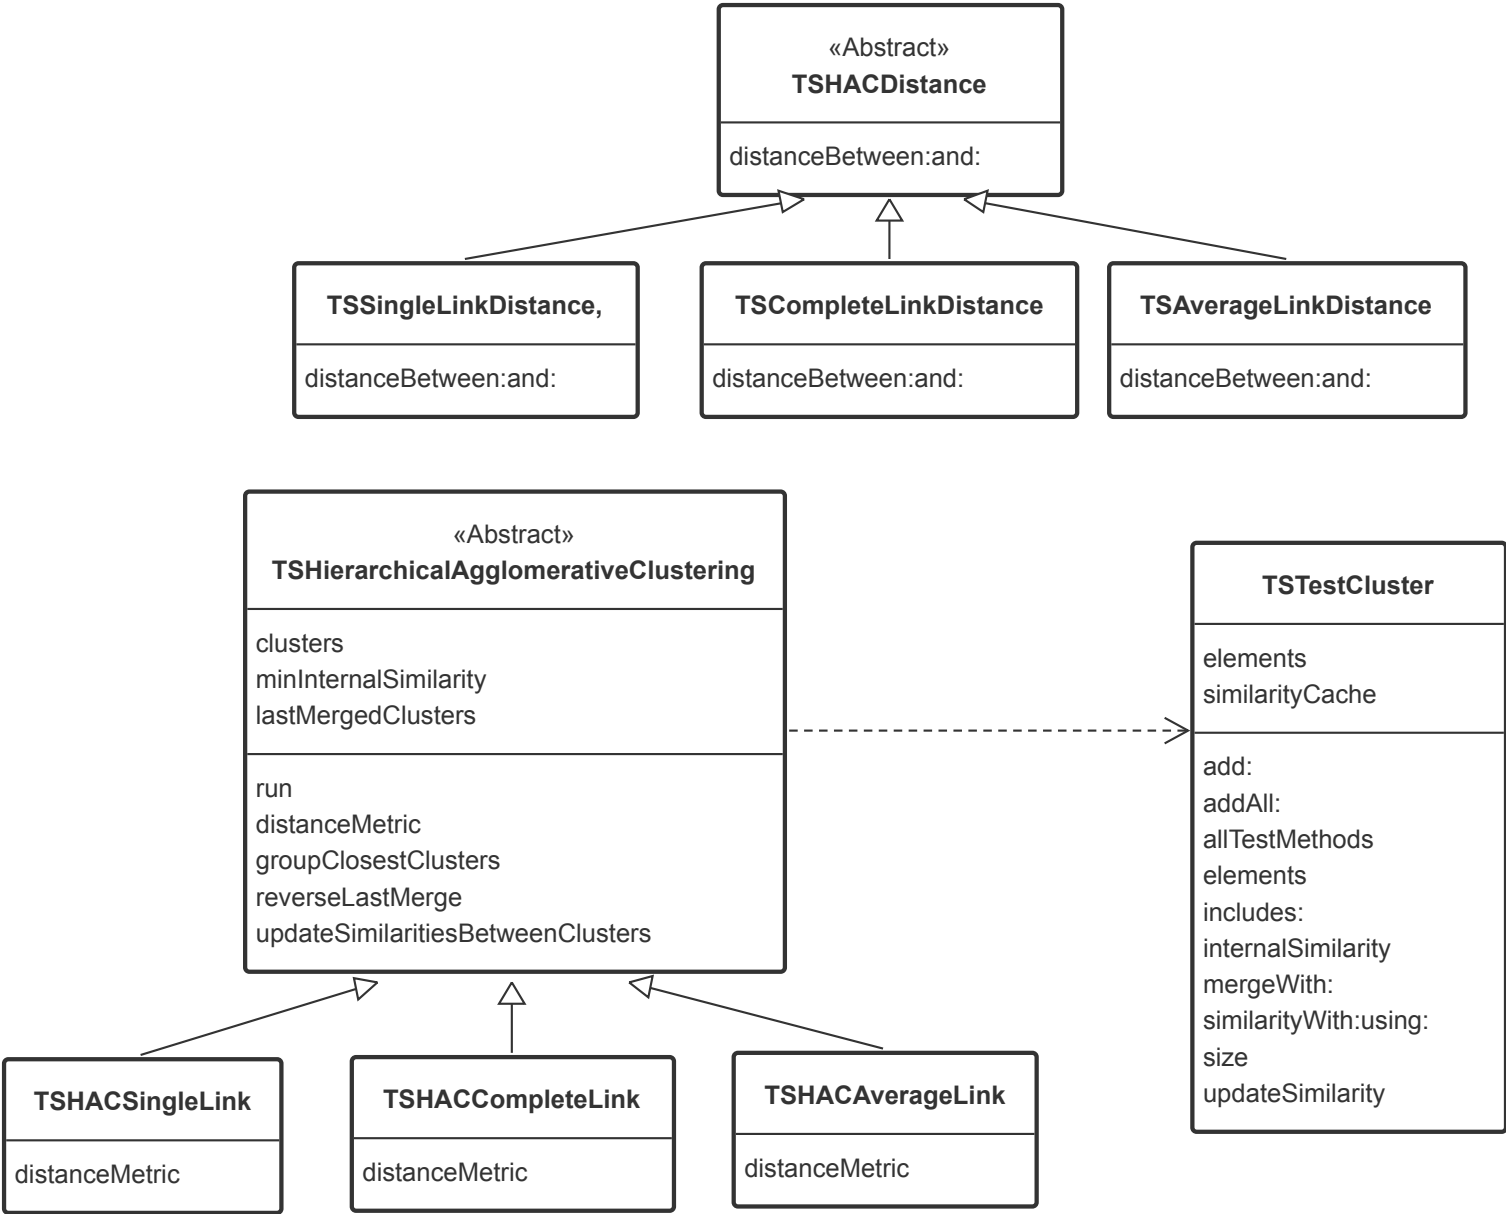 «Abstract»
TSHACDistance
distanceBetween:and:
TSSingleLinkDistance,
distanceBetween:and:
TSCompleteLinkDistance
distanceBetween:and:
TSAverageLinkDistance
distanceBetween:and:
«Abstract»
TSHierarchicalAgglomerativeClustering
clusters
minInternalSimilarity
lastMergedClusters
run
distanceMetric
groupClosestClusters
reverseLastMerge
updateSimilaritiesBetweenClusters
TSTestCluster
elements
similarityCache
add:
addAll:
allTestMethods
elements
includes:
internalSimilarity
mergeWith:
similarityWith:using:
size
updateSimilarity
TSHACSingleLink
distanceMetric
TSHACCompleteLink
distanceMetric
TSHACAverageLink
distanceMetric